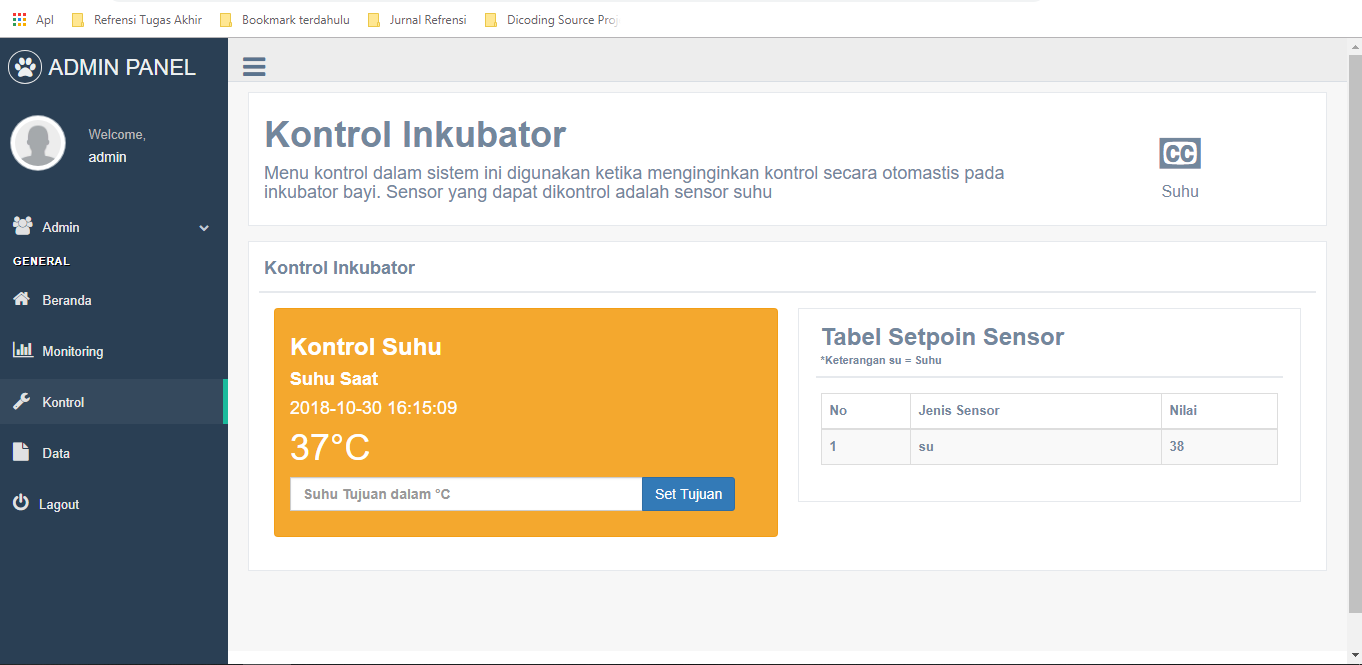 Apl Refrensi Tugas Akhir Bookmark terdahulu Jurnal Refrensi Dicoding Source Proj
ADMIN PANEL
Welcome,
admin
Admin
GENERAL
Beranda
Monitoring
Kontrol
Data
Lagout
Kontrol Inkubator
Menu kontrol dalam sistem ini digunakan ketika menginginkan kontrol secara otomastis pada
inkubator bayi. Sensor yang dapat dikontrol adalah sensor suhu
CC
Suhu
Kontrol Inkubator
Kontrol Suhu
Suhu Saat
2018-10-30 16:15:09
37°C
Suhu Tujuan dalam °C Set Tujuan
Tabel Setpoin Sensor
*Keterangan su = Suhu
No Jenis Sensor Nilai
1 su 38